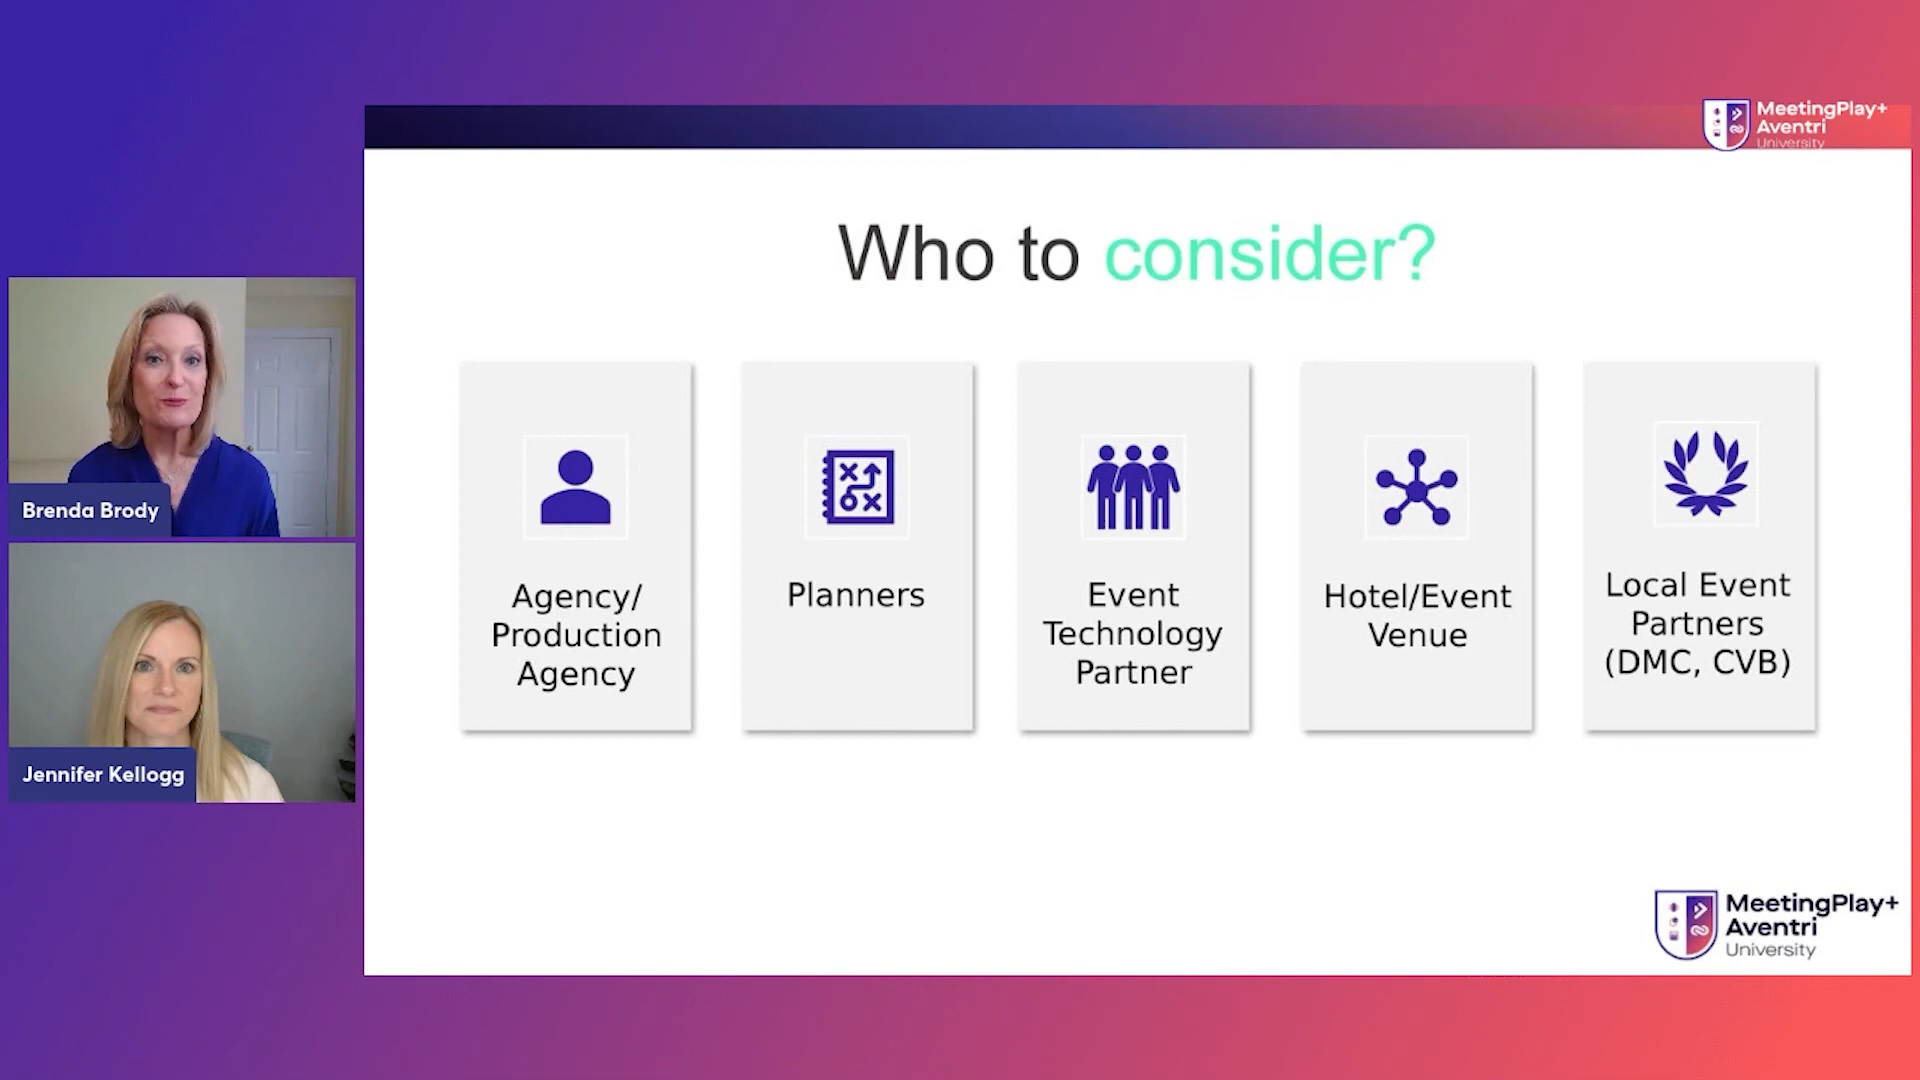 MeetingPlay+
Aventri
University
Who to consider?
Brenda Brody
Jennifer Kellogg
Agency/
Production
Agency
Planners
Event
Technology
Partner
Hotel/Event
Venue
Local Event
Partners
(DMC, CVB)
MeetingPlay+
Aventri
University